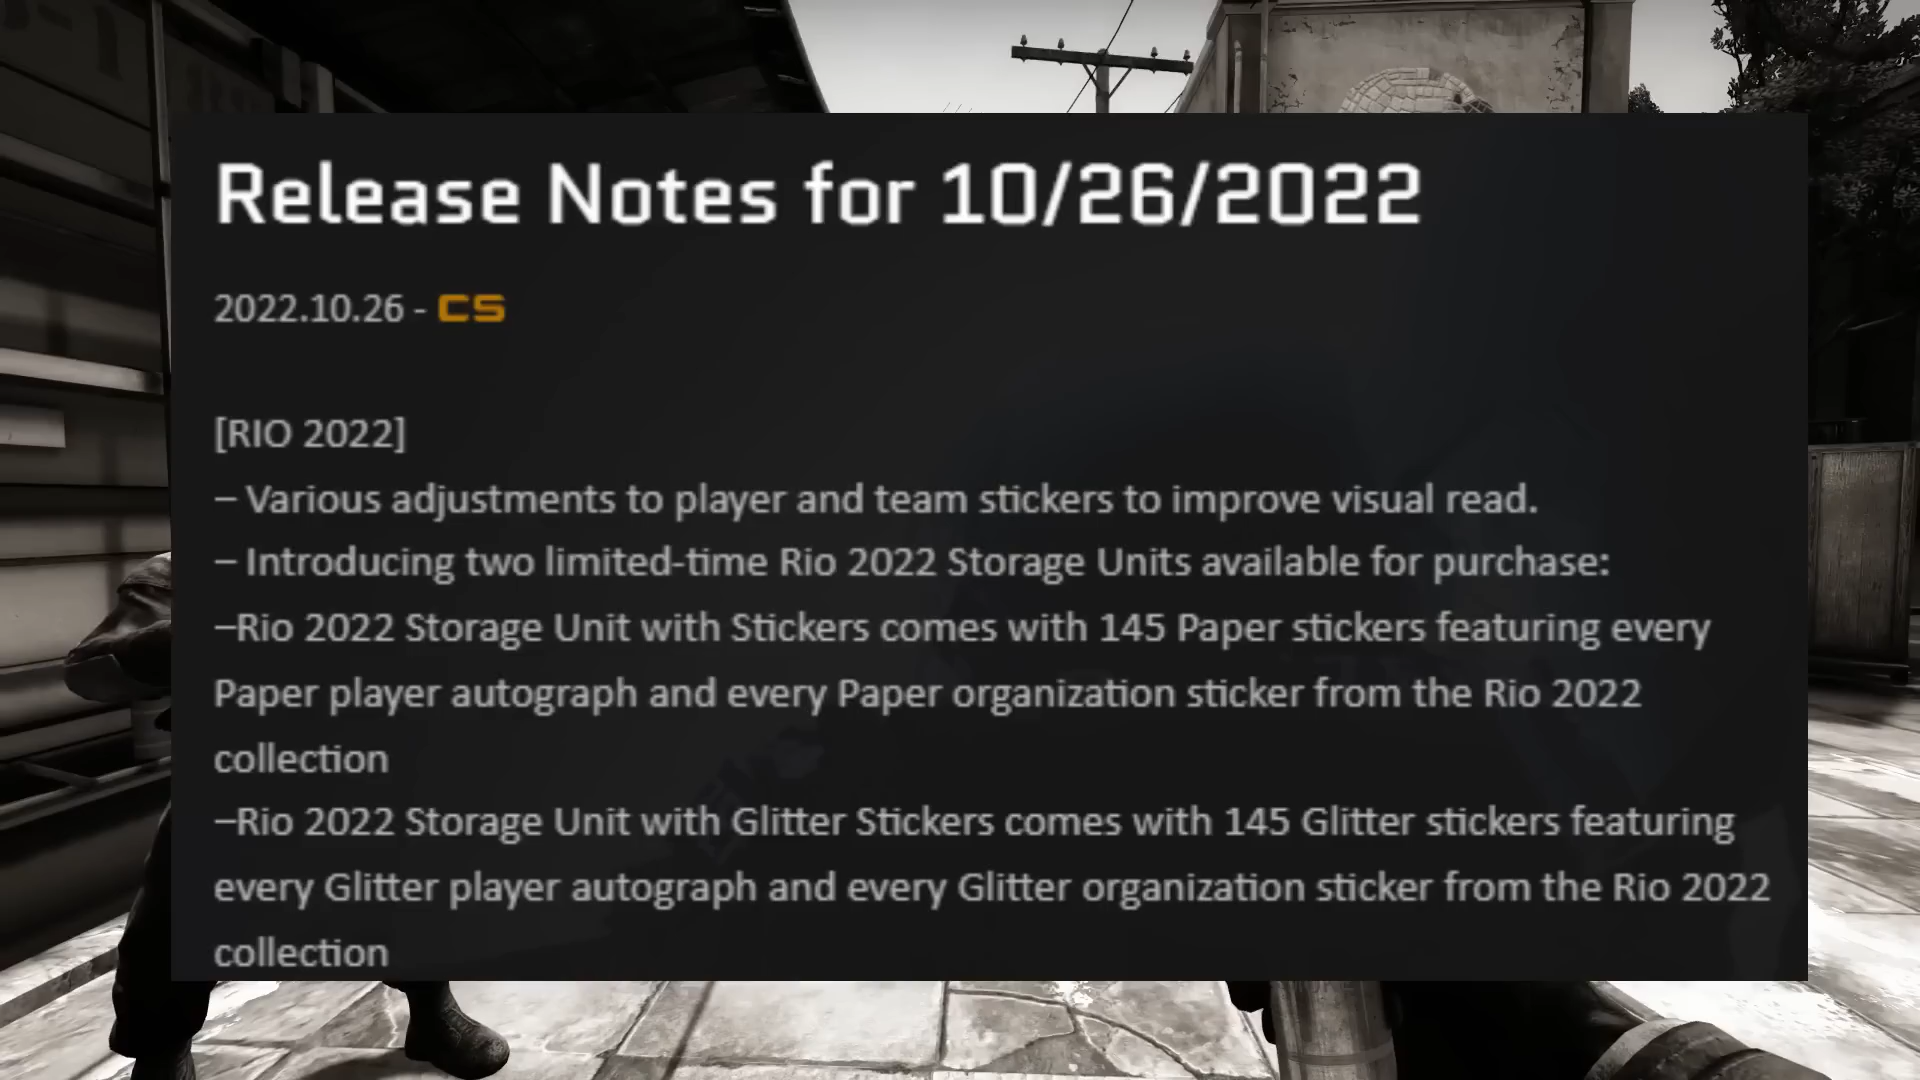 Release Notes for 10/26/2022
2022.10.26 - CS
[RIO 2022]
– Various adjustments to player and team stickers to improve visual read.
– Introducing two limited-time Rio 2022 Storage Units available for purchase:
–Rio 2022 Storage Unit with Stickers comes with 145 Paper stickers featuring every
Paper player autograph and every Paper organization sticker from the Rio 2022
collection
–Rio 2022 Storage Unit with Glitter Stickers comes with 145 Glitter stickers featuring
every Glitter player autograph and every Glitter organization sticker from the Rio 2022
collection